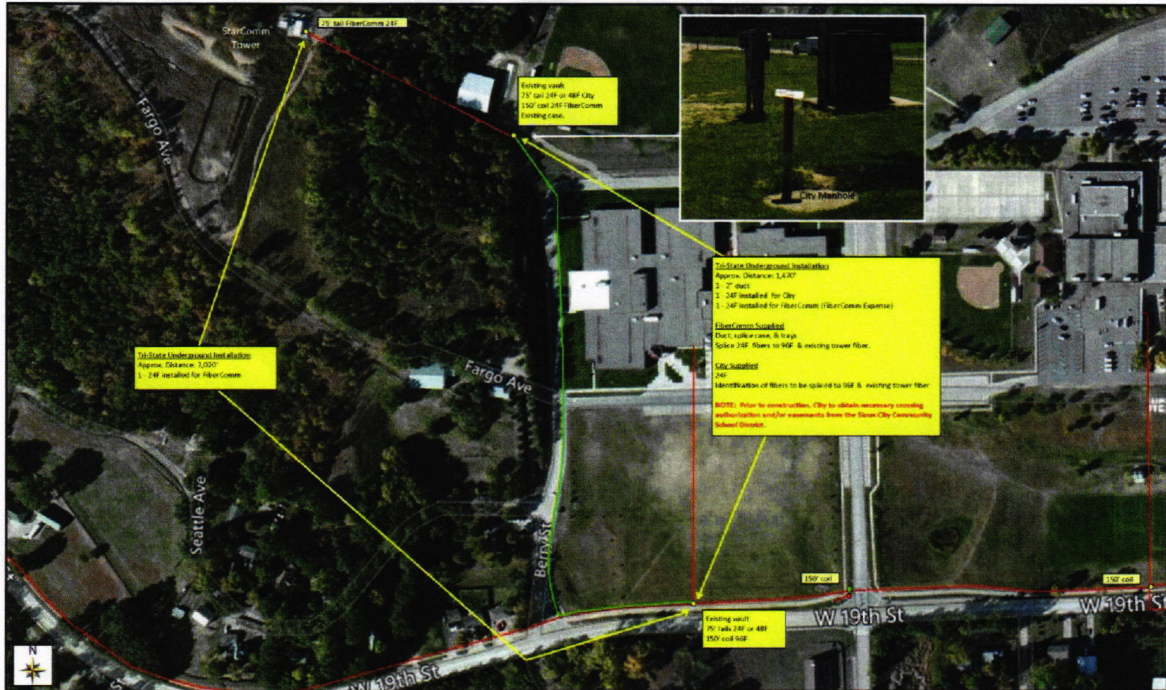 StarComm
Tower
75' tail FiberComm 24F
Fargo Ave
Existing vault
75' tail 24F or 48F City
150' coil 24F FiberComm
Existing case.
City Manhole
Tri-State Underground Installation
Approx. Distance: 1,470'
1 - 2" duct
1 - 24F installed for City
1 - 24F installed for FiberComm (FiberComm Expense)
FiberComm Supplied
Duct, splice case, & trays
Splice 24F fibers to 96F & existing tower fiber.
City Supplied
24F
Identification of fibers to be spliced to 96F & existing tower fiber
NOTE: Prior to construction, City to obtain necessary crossing
authorization and/or easements from the Sioux City Community
School District.
Tri-State Underground Installation
Approx. Distance: 2,020'
1 - 24F installed for FiberComm
Fargo Ave
Seattle Ave
Berry St
150' coil
150' coil
W 19th St
W 19th St
Existing vault
75' tails 24F or 48F
150' coil 96F
W 19th St
N